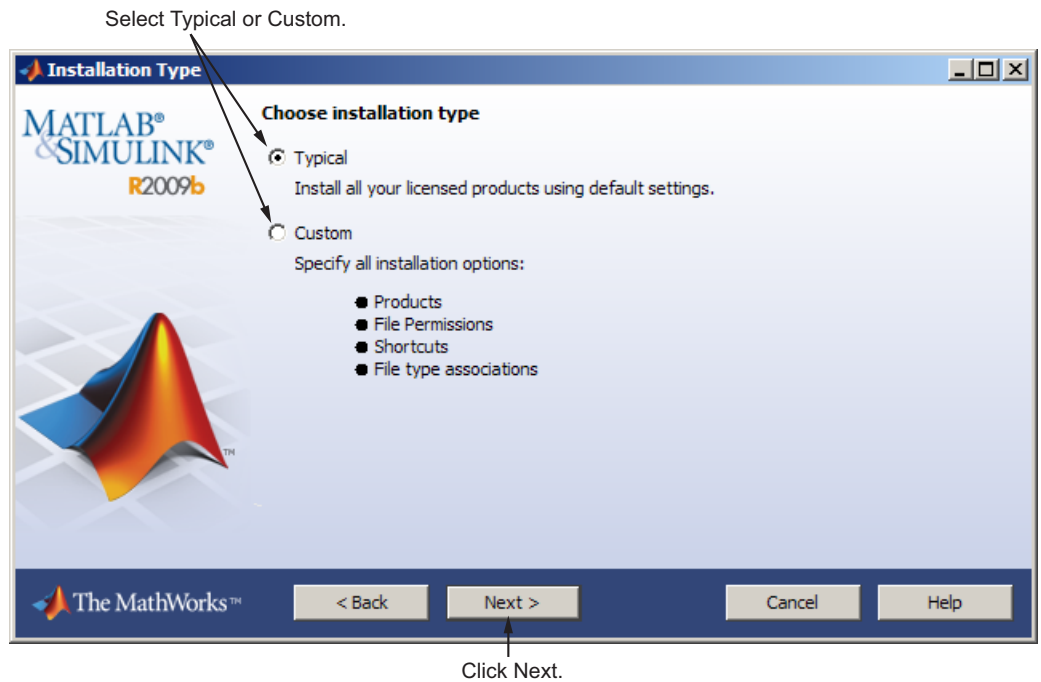 Select Typical or Custom.
Installation Type
MATLAB®
&SIMULINK®
R2009b
Choose installation type
Typical
Install all your licensed products using default settings.
Custom
Specify all installation options:
Products
File Permissions
Shortcuts
File type associations
TM
The MathWorks™
< Back
Next >
Cancel
Help
Click Next.